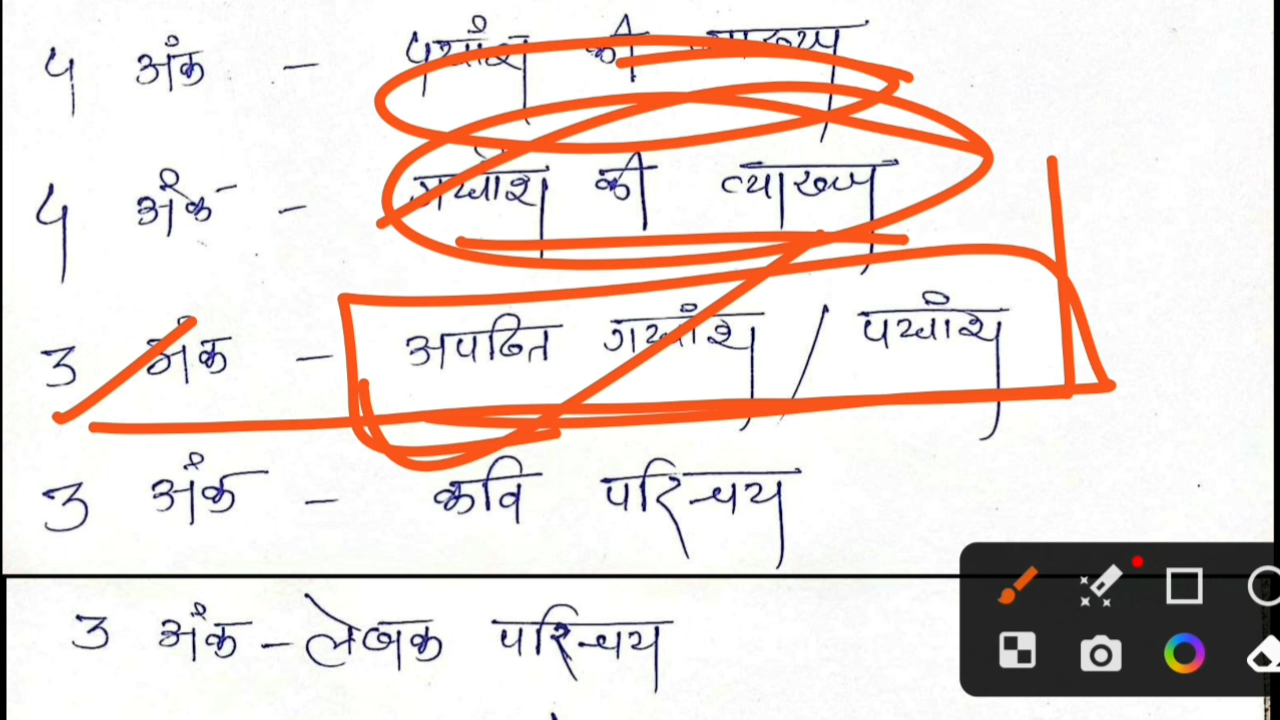 4 अंक - पद्यांश की व्याख्या
4 अंक - गद्यांश की व्याख्या
3 अंक - अपठित गद्यांश / पद्यांश
3 अंक - कवि परिचय
3 अंक - लेखक परिचय